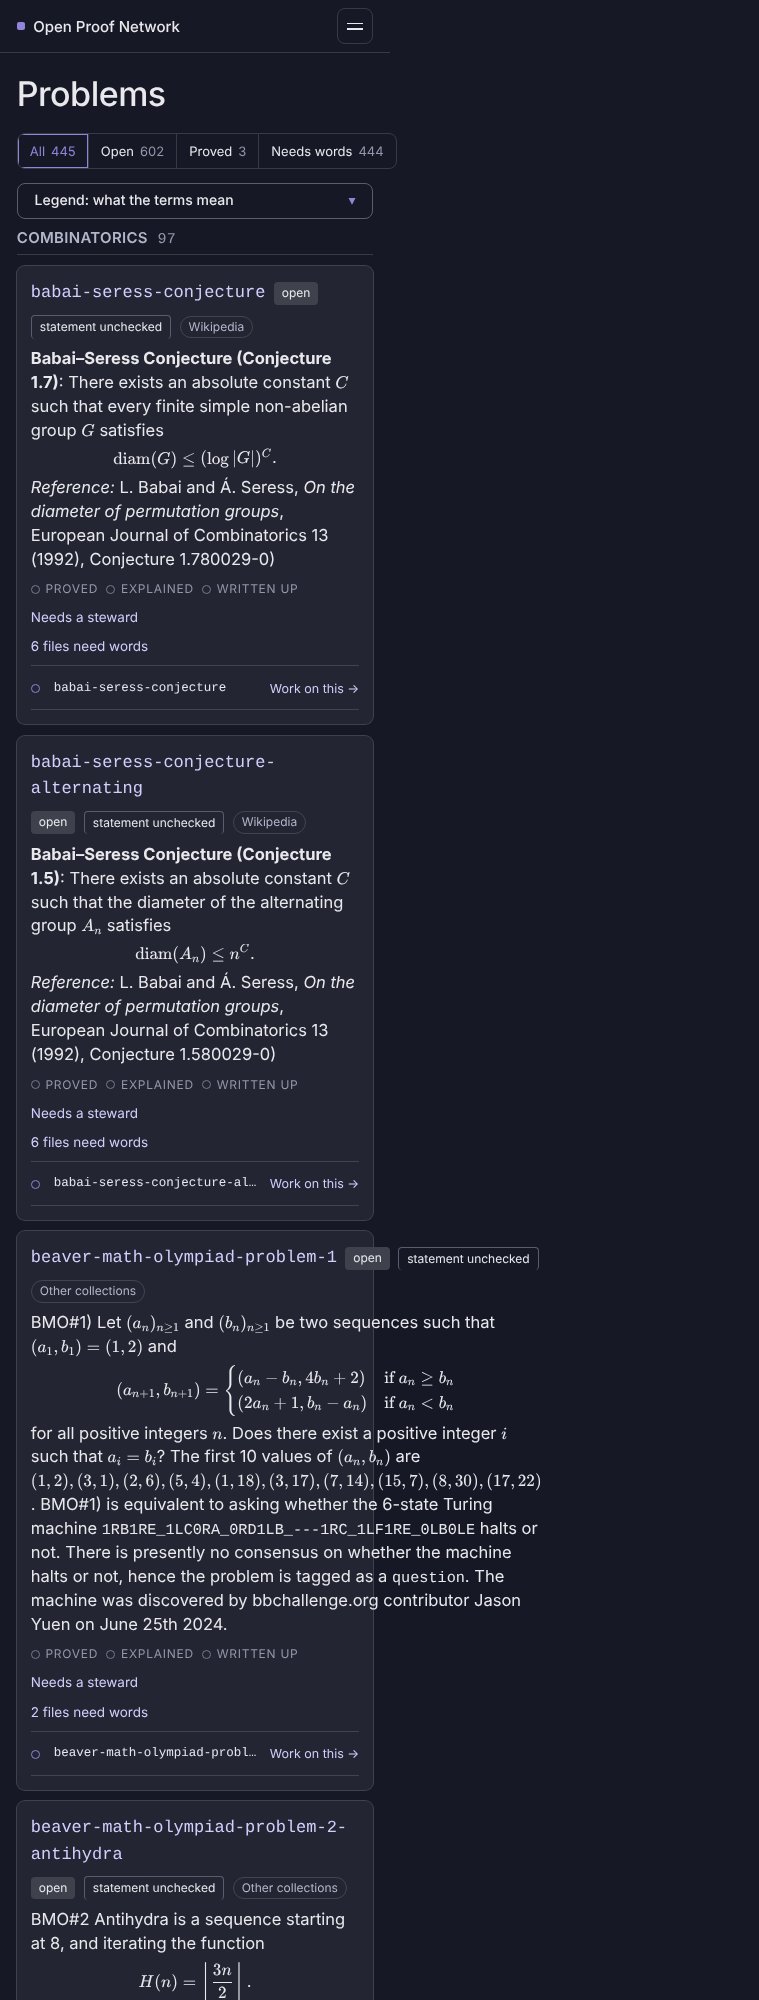 Open Proof Network
Problems
All 445 Open 602 Proved 3 Needs words 444
Legend: what the terms mean ▼
COMBINATORICS 97
babai-seress-conjecture open
statement unchecked Wikipedia
Babai–Seress Conjecture (Conjecture
1.7): There exists an absolute constant C
such that every finite simple non-abelian
group G satisfies
diam(G) ≤ (log |G|)^C.
Reference: L. Babai and Á. Seress, On the
diameter of permutation groups,
European Journal of Combinatorics 13
(1992), Conjecture 1.780029-0)
PROVED EXPLAINED WRITTEN UP
Needs a steward
6 files need words
babai-seress-conjecture Work on this →
babai-seress-conjecture-
alternating
open statement unchecked Wikipedia
Babai–Seress Conjecture (Conjecture
1.5): There exists an absolute constant C
such that the diameter of the alternating
group A_n satisfies
diam(A_n) ≤ n^C.
Reference: L. Babai and Á. Seress, On the
diameter of permutation groups,
European Journal of Combinatorics 13
(1992), Conjecture 1.580029-0)
PROVED EXPLAINED WRITTEN UP
Needs a steward
6 files need words
babai-seress-conjecture-al… Work on this →
beaver-math-olympiad-problem-1 open statement unchecked
Other collections
BMO#1) Let (a_n)_{n≥1} and (b_n)_{n≥1} be two sequences such that
(a_1, b_1) = (1, 2) and
(a_{n+1}, b_{n+1}) = { (a_n − b_n, 4b_n + 2) if a_n ≥ b_n
(2a_n + 1, b_n − a_n) if a_n < b_n
for all positive integers n. Does there exist a positive integer i
such that a_i = b_i? The first 10 values of (a_n, b_n) are
(1, 2), (3, 1), (2, 6), (5, 4), (1, 18), (3, 17), (7, 14), (15, 7), (8, 30), (17, 22)
. BMO#1) is equivalent to asking whether the 6-state Turing
machine 1RB1RE_1LC0RA_0RD1LB_---1RC_1LF1RE_0LB0LE halts or
not. There is presently no consensus on whether the machine
halts or not, hence the problem is tagged as a question. The
machine was discovered by bbchallenge.org contributor Jason
Yuen on June 25th 2024.
PROVED EXPLAINED WRITTEN UP
Needs a steward
2 files need words
beaver-math-olympiad-probl… Work on this →
beaver-math-olympiad-problem-2-
antihydra
open statement unchecked Other collections
BMO#2 Antihydra is a sequence starting
at 8, and iterating the function
H(n) = ⌊3n/2⌋.